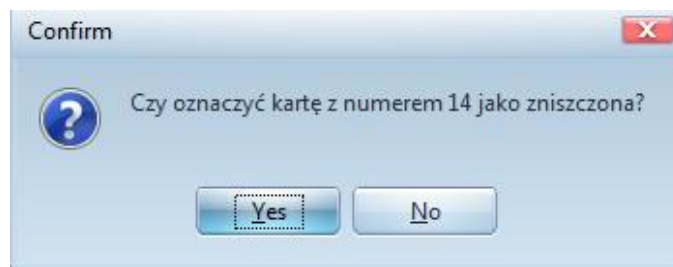 Confirm
Czy oznaczyć kartę z numerem 14 jako zniszczona?
Yes
No